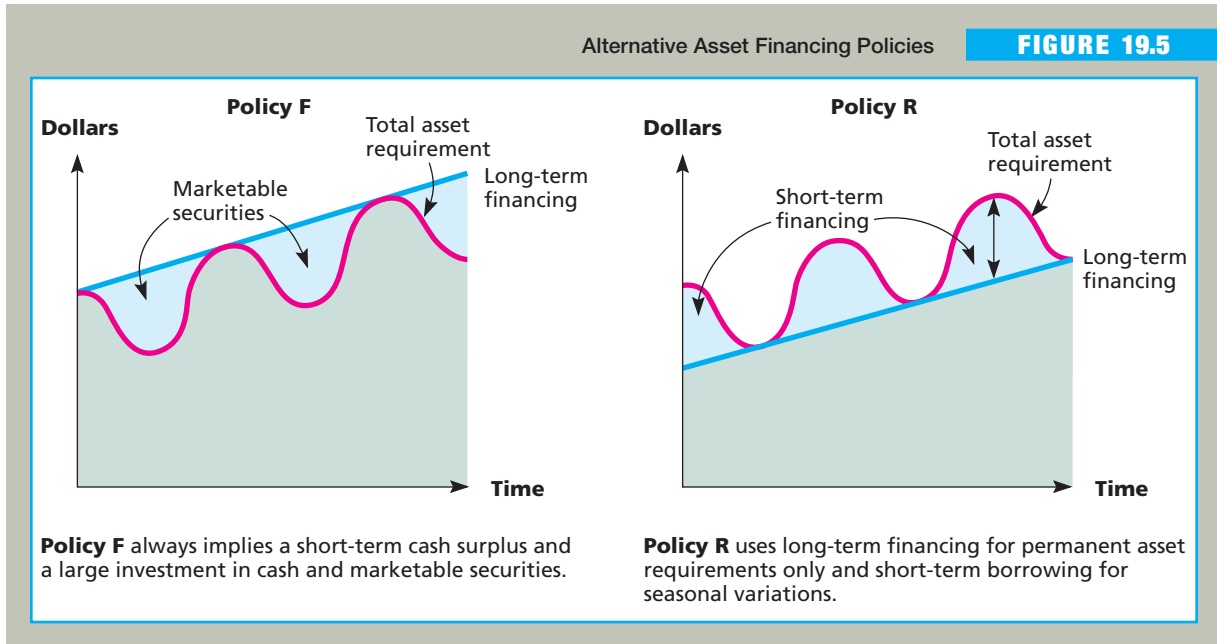 Alternative Asset Financing Policies
FIGURE 19.5
Policy F
Dollars
Total asset
requirement
Long-term
financing
Marketable
securities
Time
Policy F always implies a short-term cash surplus and
a large investment in cash and marketable securities.
Policy R
Dollars
Total asset
requirement
Short-term
financing
Long-term
financing
Time
Policy R uses long-term financing for permanent asset
requirements only and short-term borrowing for
seasonal variations.